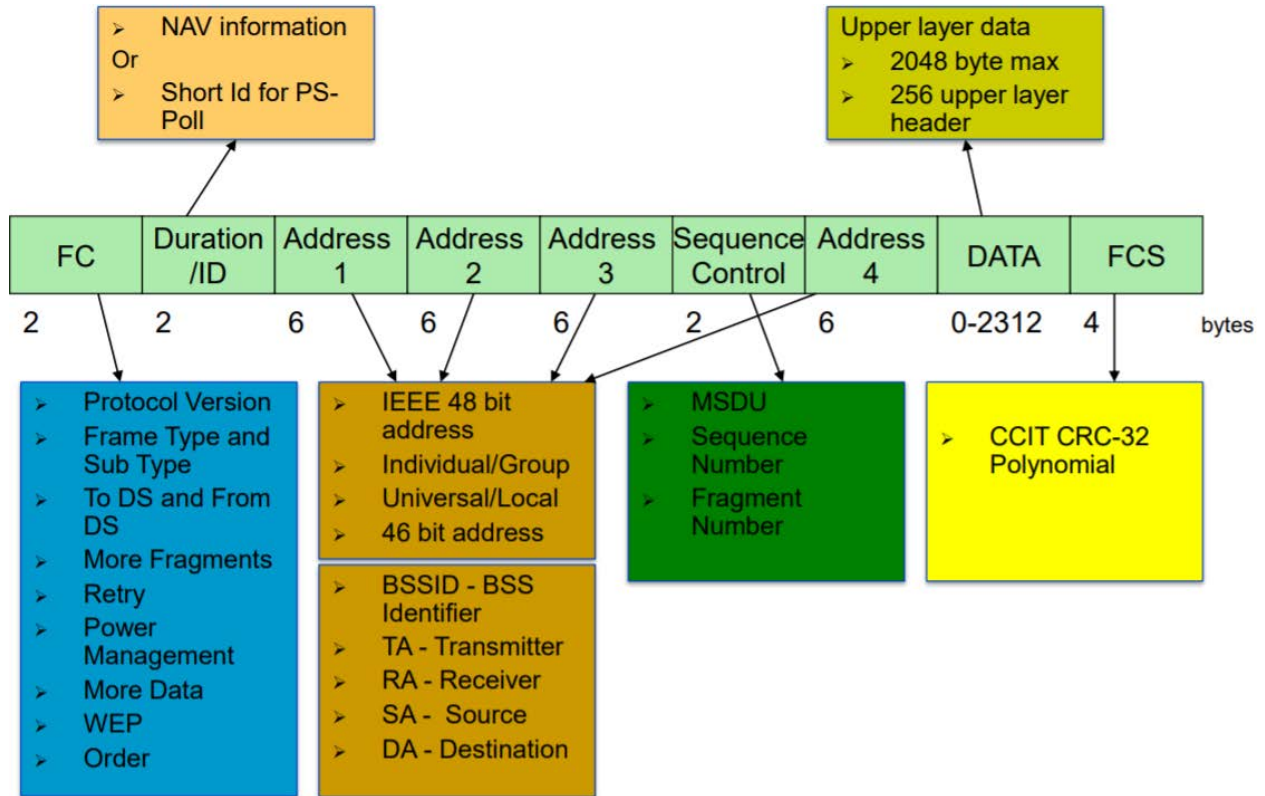 ➢ NAV information
Or
➢ Short Id for PS-
Poll
Upper layer data
➢ 2048 byte max
➢ 256 upper layer
header
FC
Duration
/ID
Address
1
Address
2
Address
3
Sequence
Control
Address
4
DATA
FCS
2 2 6 6 6 2 6 0-2312 4 bytes
➢ Protocol Version
➢ Frame Type and
Sub Type
➢ To DS and From
DS
➢ More Fragments
➢ Retry
➢ Power
Management
➢ More Data
➢ WEP
➢ Order
➢ IEEE 48 bit
address
➢ Individual/Group
➢ Universal/Local
➢ 46 bit address
➢ BSSID - BSS
Identifier
➢ TA - Transmitter
➢ RA - Receiver
➢ SA - Source
➢ DA - Destination
➢ MSDU
➢ Sequence
Number
➢ Fragment
Number
➢ CCIT CRC-32
Polynomial